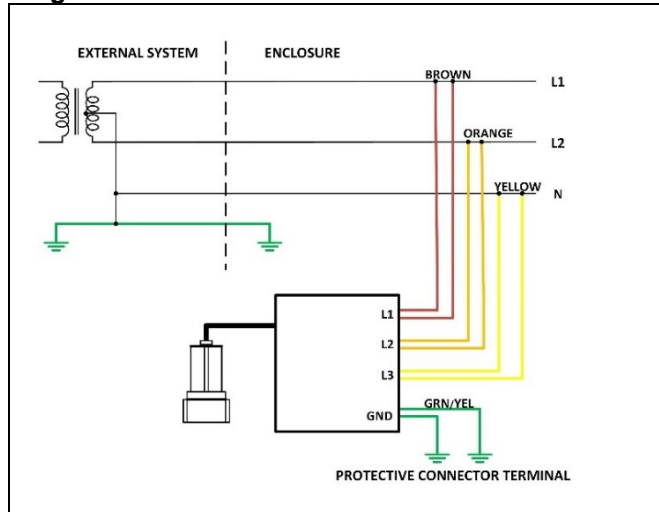 EXTERNAL SYSTEM
ENCLOSURE
BROWN
L1
ORANGE
L2
YELLOW
N
L1
L2
L3
GRN/YEL
GND
PROTECTIVE CONNECTOR TERMINAL